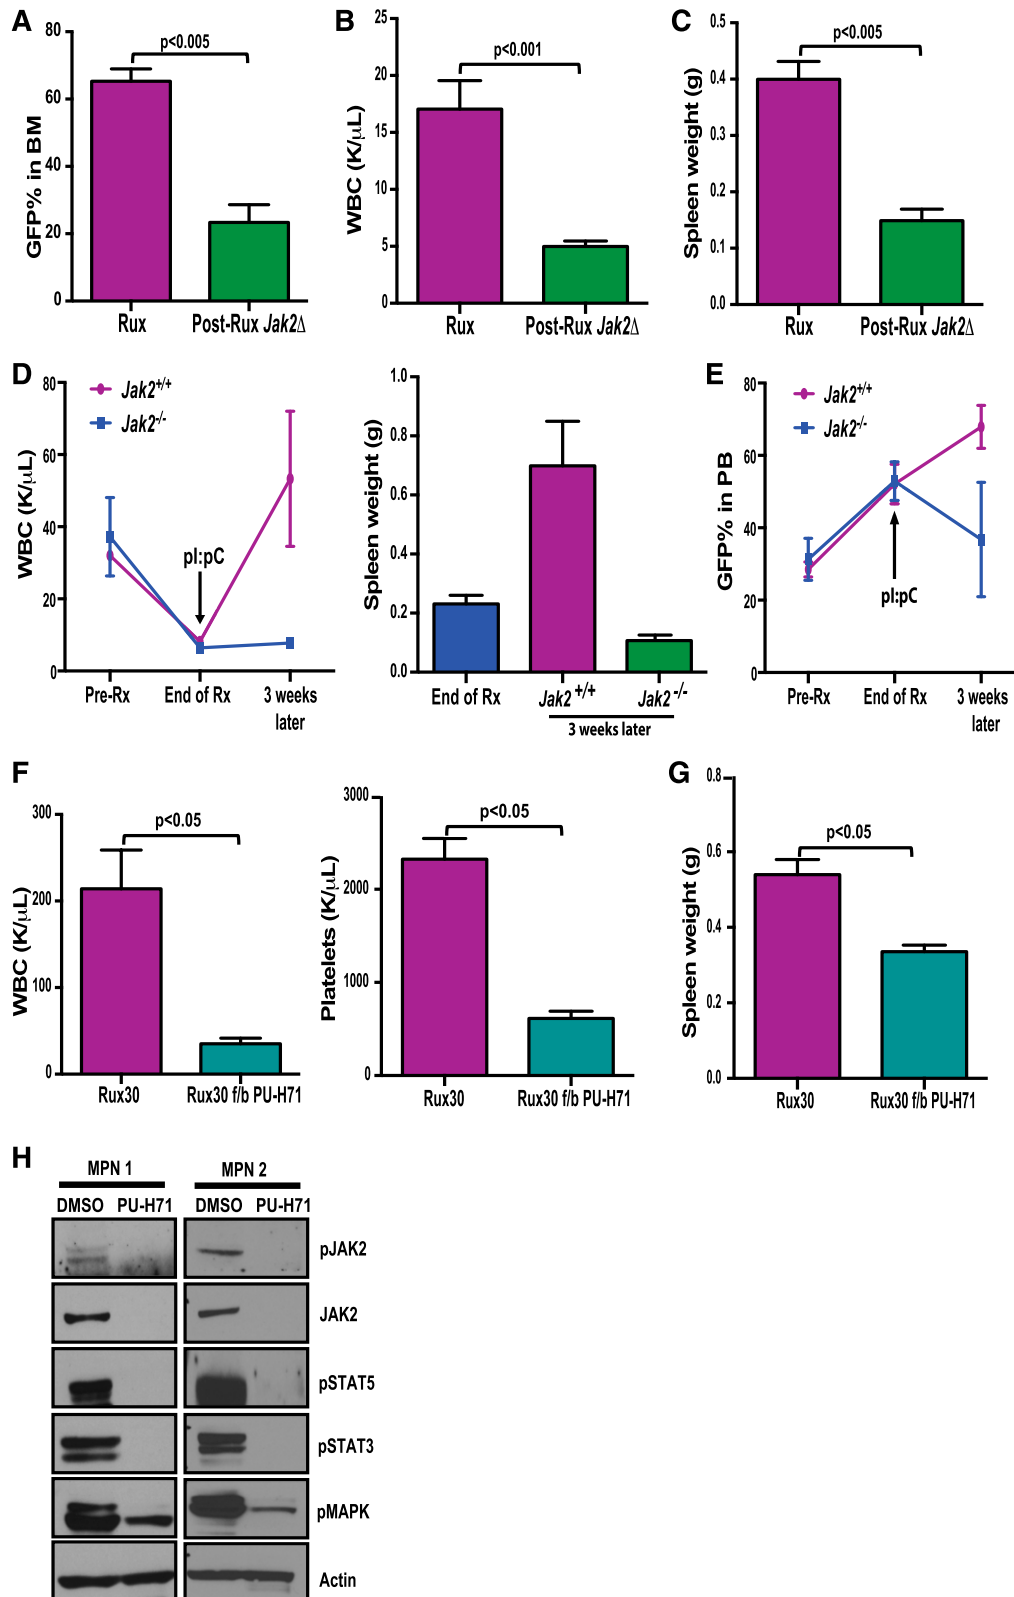 A
GFP% in BM
80
60
40
20
0
p<0.005
Rux
Post-Rux Jak2Δ
B
WBC (K/μL)
25
20
15
10
5
0
p<0.001
Rux
Post-Rux Jak2Δ
C
Spleen weight (g)
0.5
0.4
0.3
0.2
0.1
0.0
p<0.005
Rux
Post-Rux Jak2Δ
D
WBC (K/μL)
80
60
40
20
0
Jak2+/+
Jak2-/-
pI:pC
Pre-Rx
End of Rx
3 weeks
later
Spleen weight (g)
1.0
0.8
0.6
0.4
0.2
0.0
End of Rx
Jak2 +/+
Jak2 -/-
3 weeks later
E
GFP% in PB
80
60
40
20
0
Jak2+/+
Jak2-/-
pI:pC
Pre-Rx
End of Rx
3 weeks
later
F
WBC (K/μL)
300
200
100
0
p<0.05
Rux30
Rux30 f/b PU-H71
Platelets (K/μL)
3000
2000
1000
0
p<0.05
Rux30
Rux30 f/b PU-H71
G
Spleen weight (g)
0.8
0.6
0.4
0.2
0.0
p<0.05
Rux30
Rux30 f/b PU-H71
H
MPN 1
MPN 2
DMSO PU-H71
DMSO PU-H71
pJAK2
JAK2
pSTAT5
pSTAT3
pMAPK
Actin